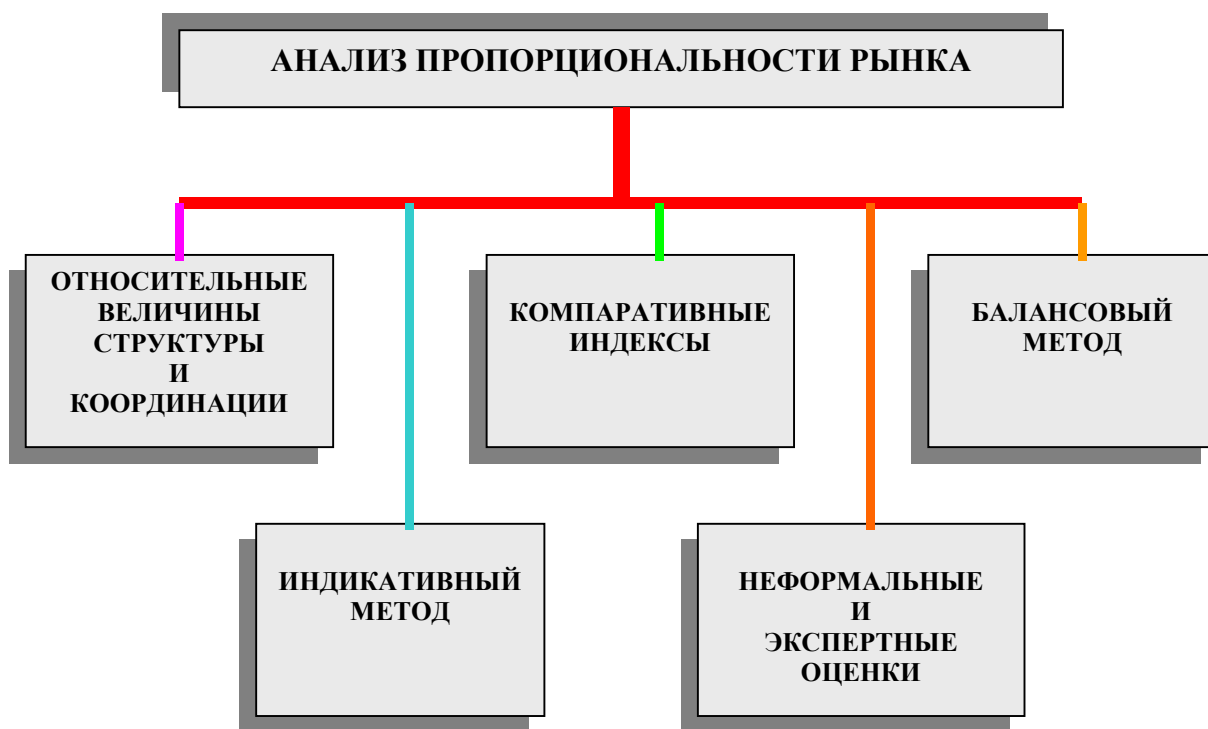 АНАЛИЗ ПРОПОРЦИОНАЛЬНОСТИ РЫНКА
ОТНОСИТЕЛЬНЫЕ
ВЕЛИЧИНЫ
СТРУКТУРЫ
И
КООРДИНАЦИИ
КОМПАРАТИВНЫЕ
ИНДЕКСЫ
БАЛАНСОВЫЙ
МЕТОД
ИНДИКАТИВНЫЙ
МЕТОД
НЕФОРМАЛЬНЫЕ
И
ЭКСПЕРТНЫЕ
ОЦЕНКИ